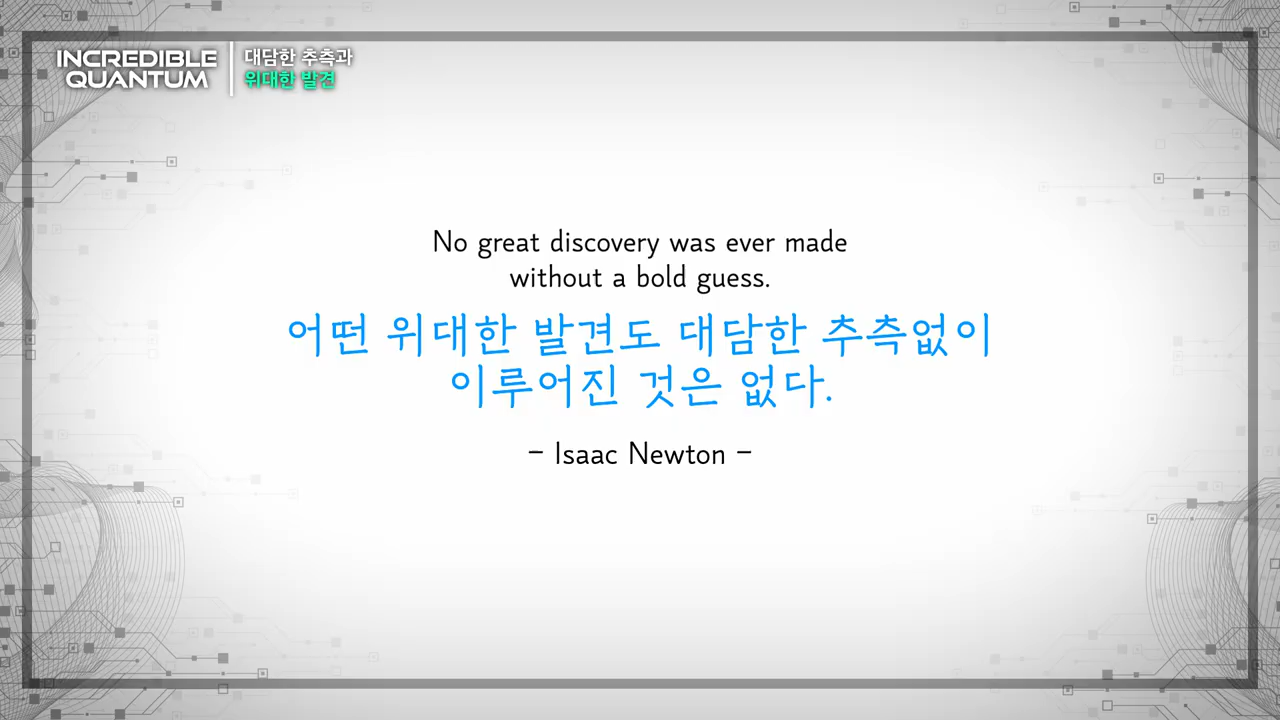 INCREDIBLE
QUANTUM
대담한 추측과
위대한 발견
No great discovery was ever made
without a bold guess.
어떤 위대한 발견도 대담한 추측없이
이루어진 것은 없다.
– Isaac Newton –